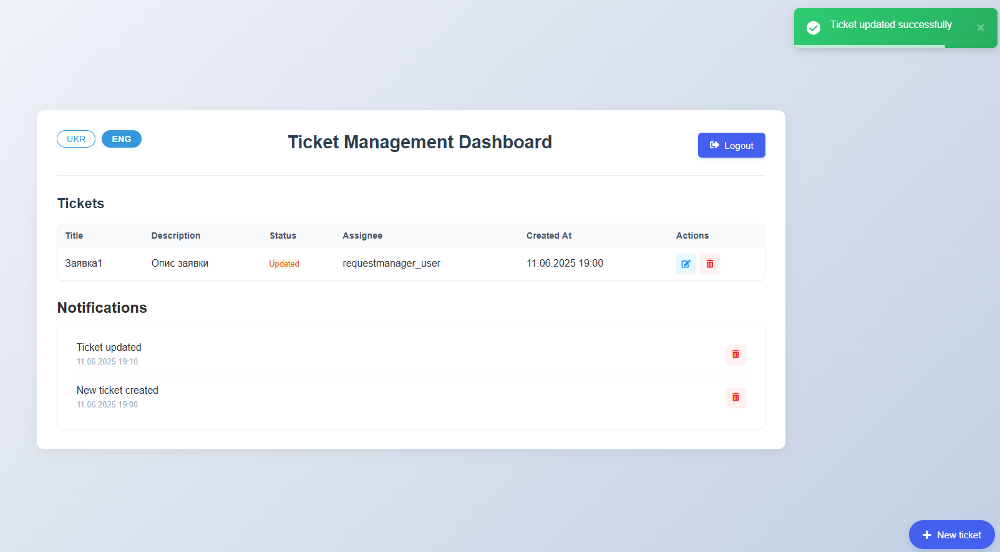 Ticket updated successfully
UKR ENG
Ticket Management Dashboard
Logout
Tickets
Title Description Status Assignee Created At Actions
Заявка1 Опис заявки Updated requestmanager_user 11.06.2025 19:00
Notifications
Ticket updated
11.06.2025 19:10
New ticket created
11.06.2025 19:00
New ticket